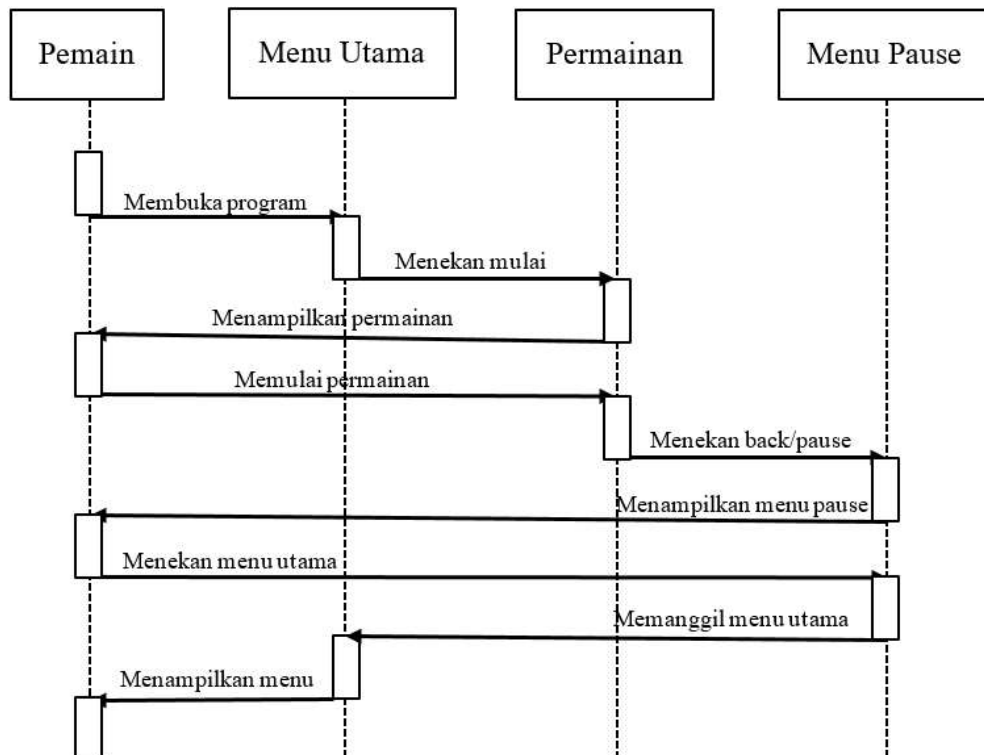 Pemain
Menu Utama
Permainan
Menu Pause
Membuka program
Menekan mulai
Menampilkan permainan
Memulai permainan
Menekan back/pause
Menampilkan menu pause
Menekan menu utama
Memanggil menu utama
Menampilkan menu